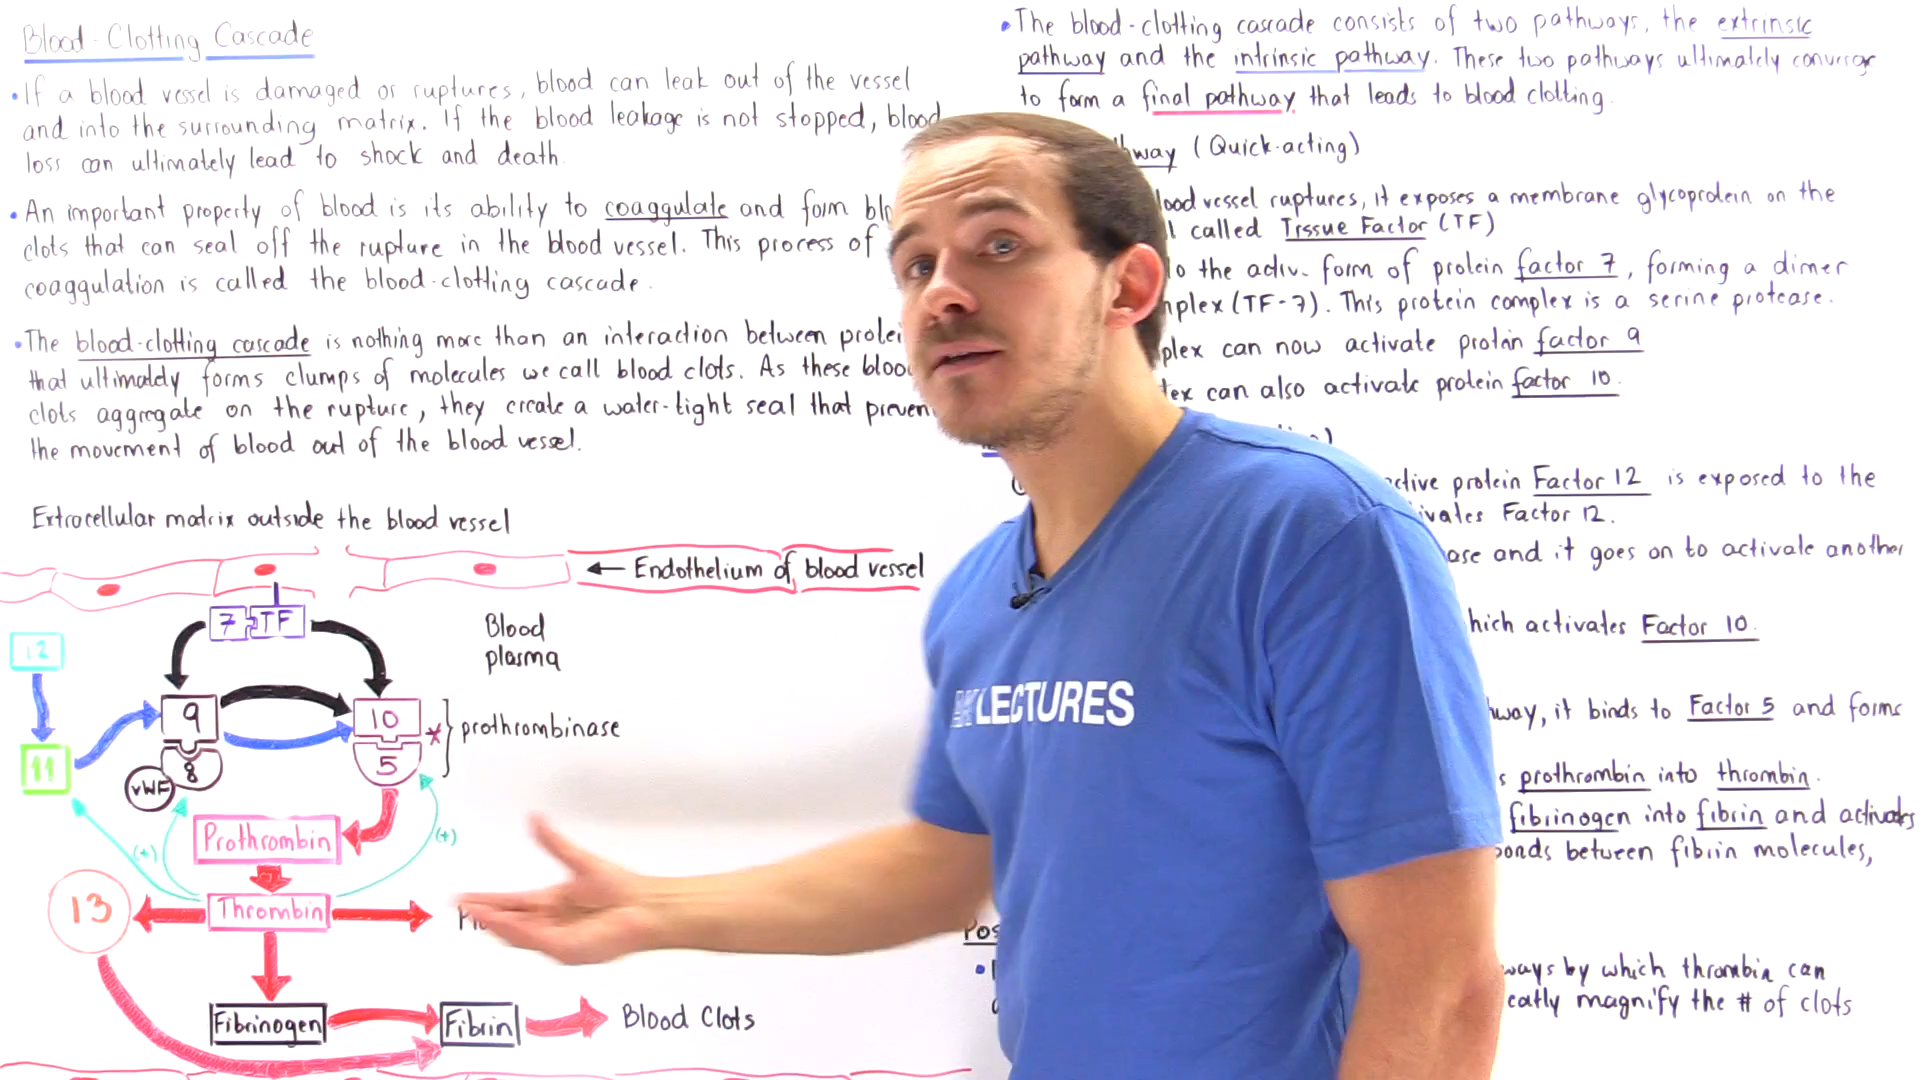 Blood-Clotting Cascade
•If a blood vessel is damaged or ruptures, blood can leak out of the vessel
and into the surrounding matrix. If the blood leakage is not stopped, blood
loss can ultimately lead to shock and death.
•An important property of blood is its ability to coaggulate and form
clots that can seal off the rupture in the blood vessel. This process of
coaggulation is called the blood-clotting cascade.
•The blood-clotting cascade is nothing more than an interaction between
that ultimately forms clumps of molecules we call blood clots. As these
clots aggregate on the rupture, they create a water-tight seal that
the movement of blood out of the blood vessel.
Extracellular matrix outside the blood vessel
← Endothelium of blood vessel
7 TF
Blood
plasma
12
9
10
* } prothrombinase
11
8
5
vWF
Prothrombin
(+)
(+)
13
Thrombin
Fibrinogen
Fibrin
Blood Clots
•The blood-clotting cascade consists of two pathways, the extrinsic
pathway and the intrinsic pathway. These two pathways ultimately converge
to form a final pathway that leads to blood clotting.
(Quick-acting)
vessel ruptures, it exposes a membrane glycoprotein on the
called Tissue Factor (TF)
the activ. form of protein factor 7, forming a dimer
(TF-7). This protein complex is a serine protease.
can now activate protein factor 9
can also activate protein factor 10.
protein Factor 12 is exposed to the
Factor 12.
and it goes on to activate another
activates Factor 10.
it binds to Factor 5 and forms
prothrombin into thrombin.
fibrinogen into fibrin and activates
between fibrin molecules,
by which thrombin can
magnify the # of clots
LECTURES